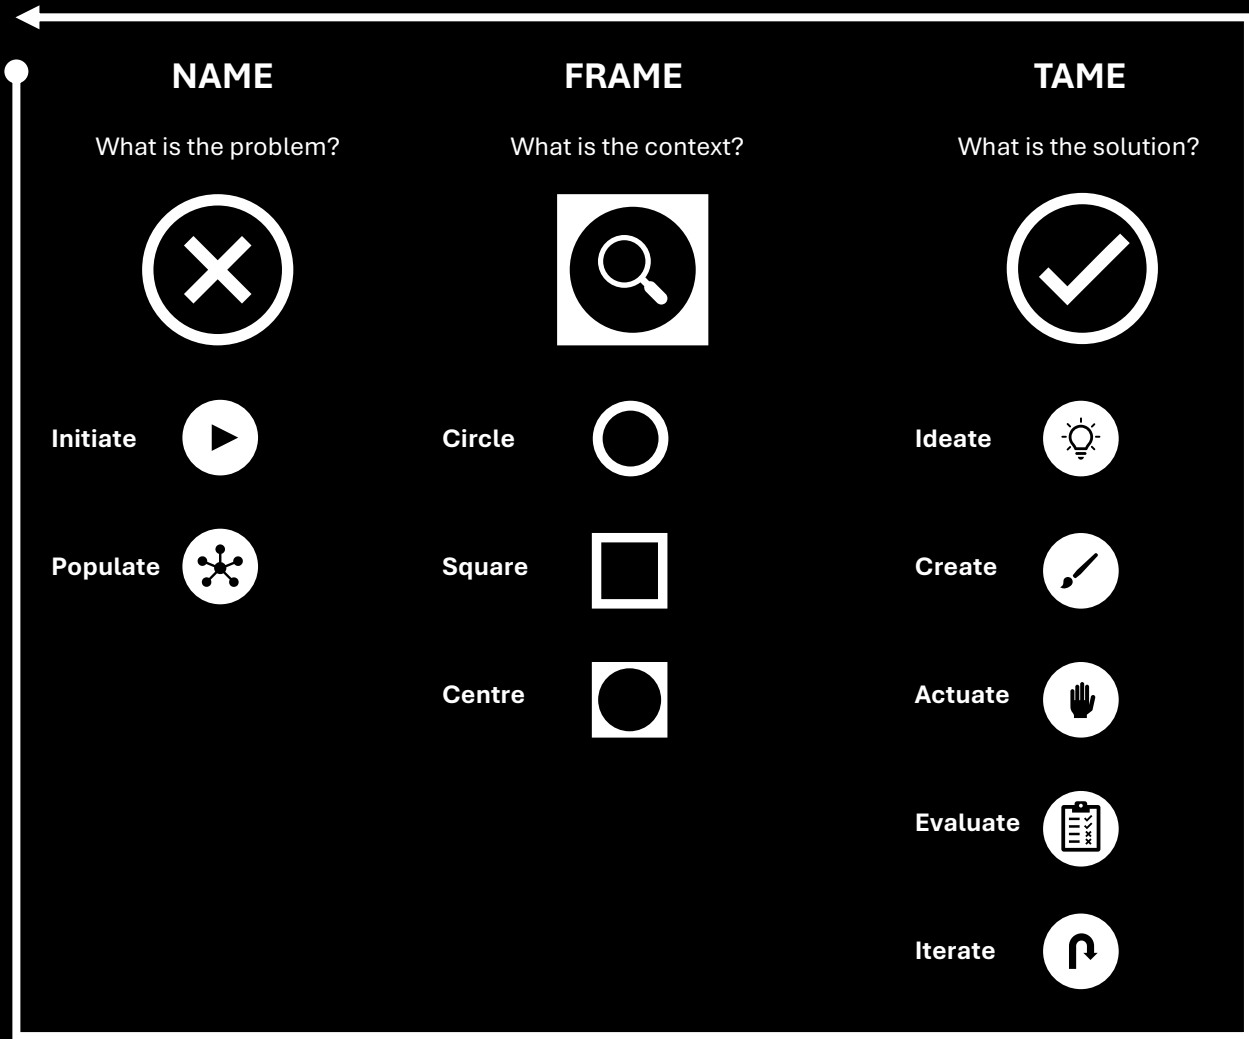 NAME
What is the problem?
Initiate
Populate
FRAME
What is the context?
Circle
Square
Centre
TAME
What is the solution?
Ideate
Create
Actuate
Evaluate
Iterate